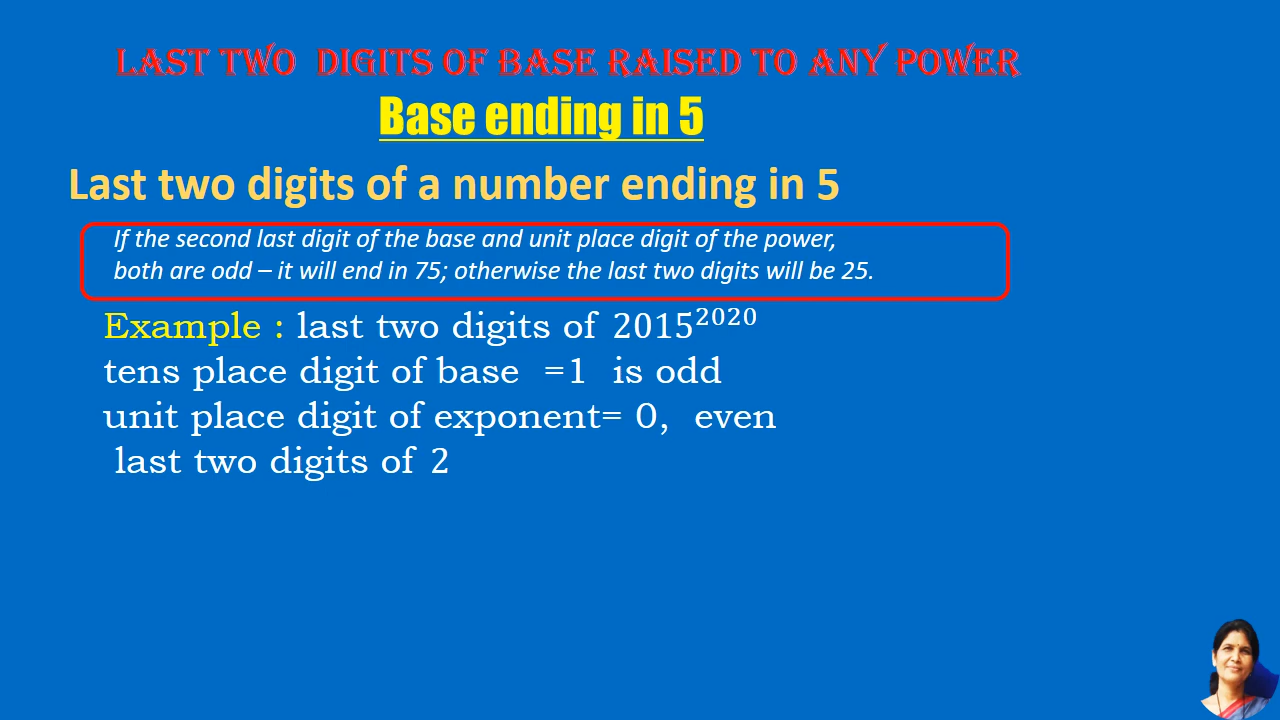 LAST TWO DIGITS OF BASE RAISED TO ANY POWER
Base ending in 5
Last two digits of a number ending in 5
If the second last digit of the base and unit place digit of the power,
both are odd – it will end in 75; otherwise the last two digits will be 25.
Example : last two digits of 2015²⁰²⁰
tens place digit of base =1 is odd
unit place digit of exponent= 0, even
last two digits of 2